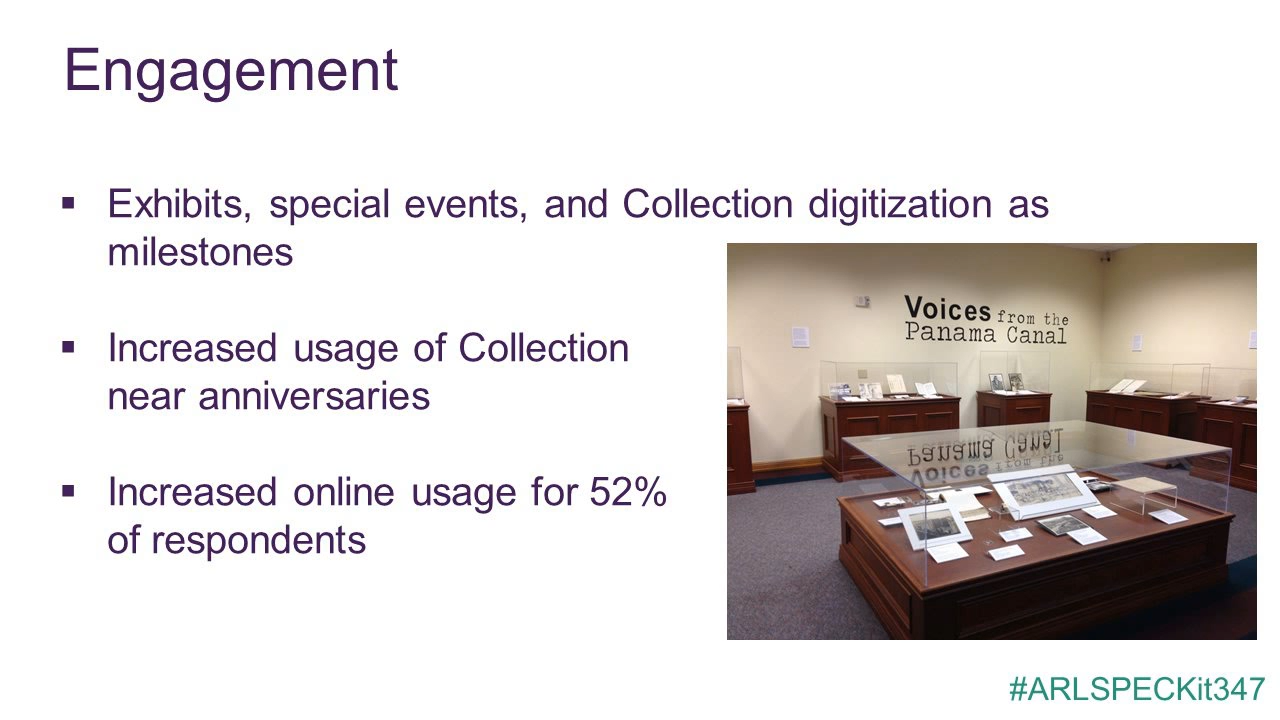 Engagement
▪ Exhibits, special events, and Collection digitization as
milestones
▪ Increased usage of Collection
near anniversaries
▪ Increased online usage for 52%
of respondents
Voices from the
Panama Canal
#ARLSPECKit347